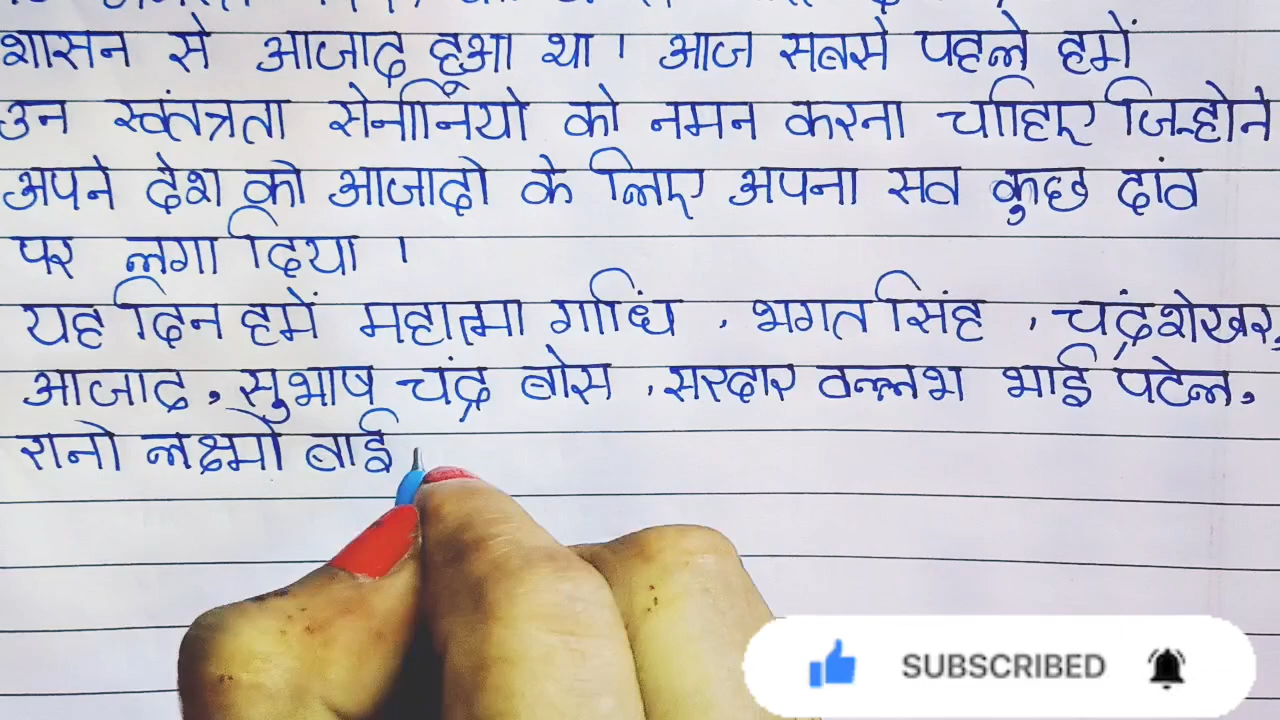 शासन से आजाद हुआ था। आज सबसे पहले हमें
उन स्वतंत्रता सेनानियो को नमन करना चाहिए जिन्होने
अपने देश की आजादी के लिए अपना सब कुछ दांव
पर लगा दिया ।
यह दिन हमें महात्मा गाधिं , भगत सिंह , चंद्रशेखर,
आजाद, सुभाष चंद्र बोस , सरदार वल्लभ भाई पटेल,
रानी लक्ष्मी बाई
SUBSCRIBED